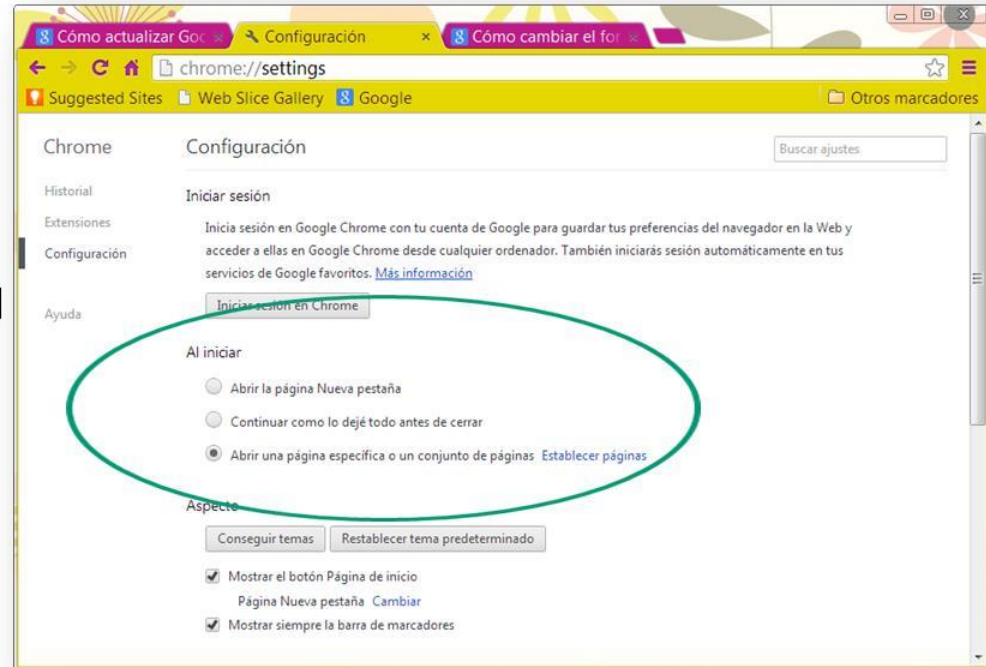 Cómo actualizar Goo
Configuración
Cómo cambiar el for
chrome://settings
Suggested Sites Web Slice Gallery Google Otros marcadores
Chrome
Historial
Extensiones
Configuración
Ayuda
Configuración
Buscar ajustes
Iniciar sesión
Inicia sesión en Google Chrome con tu cuenta de Google para guardar tus preferencias del navegador en la Web y
acceder a ellas en Google Chrome desde cualquier ordenador. También iniciarás sesión automáticamente en tus
servicios de Google favoritos. Más información
Iniciar sesión en Chrome
Al iniciar
Abrir la página Nueva pestaña
Continuar como lo dejé todo antes de cerrar
Abrir una página específica o un conjunto de páginas Establecer páginas
Aspecto
Conseguir temas Restablecer tema predeterminado
Mostrar el botón Página de inicio
Página Nueva pestaña Cambiar
Mostrar siempre la barra de marcadores